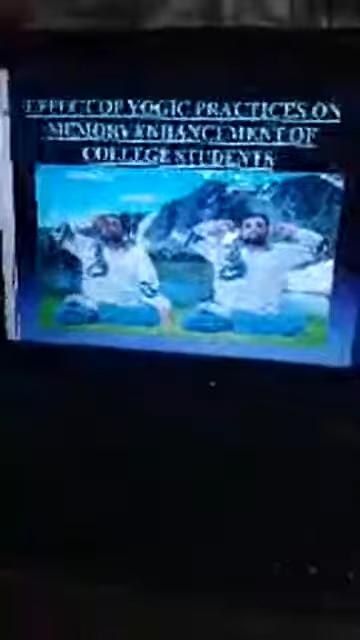 EFFECT OF YOGIC PRACTICES ON
MEMORY ENHANCEMENT OF
COLLEGE STUDENTS